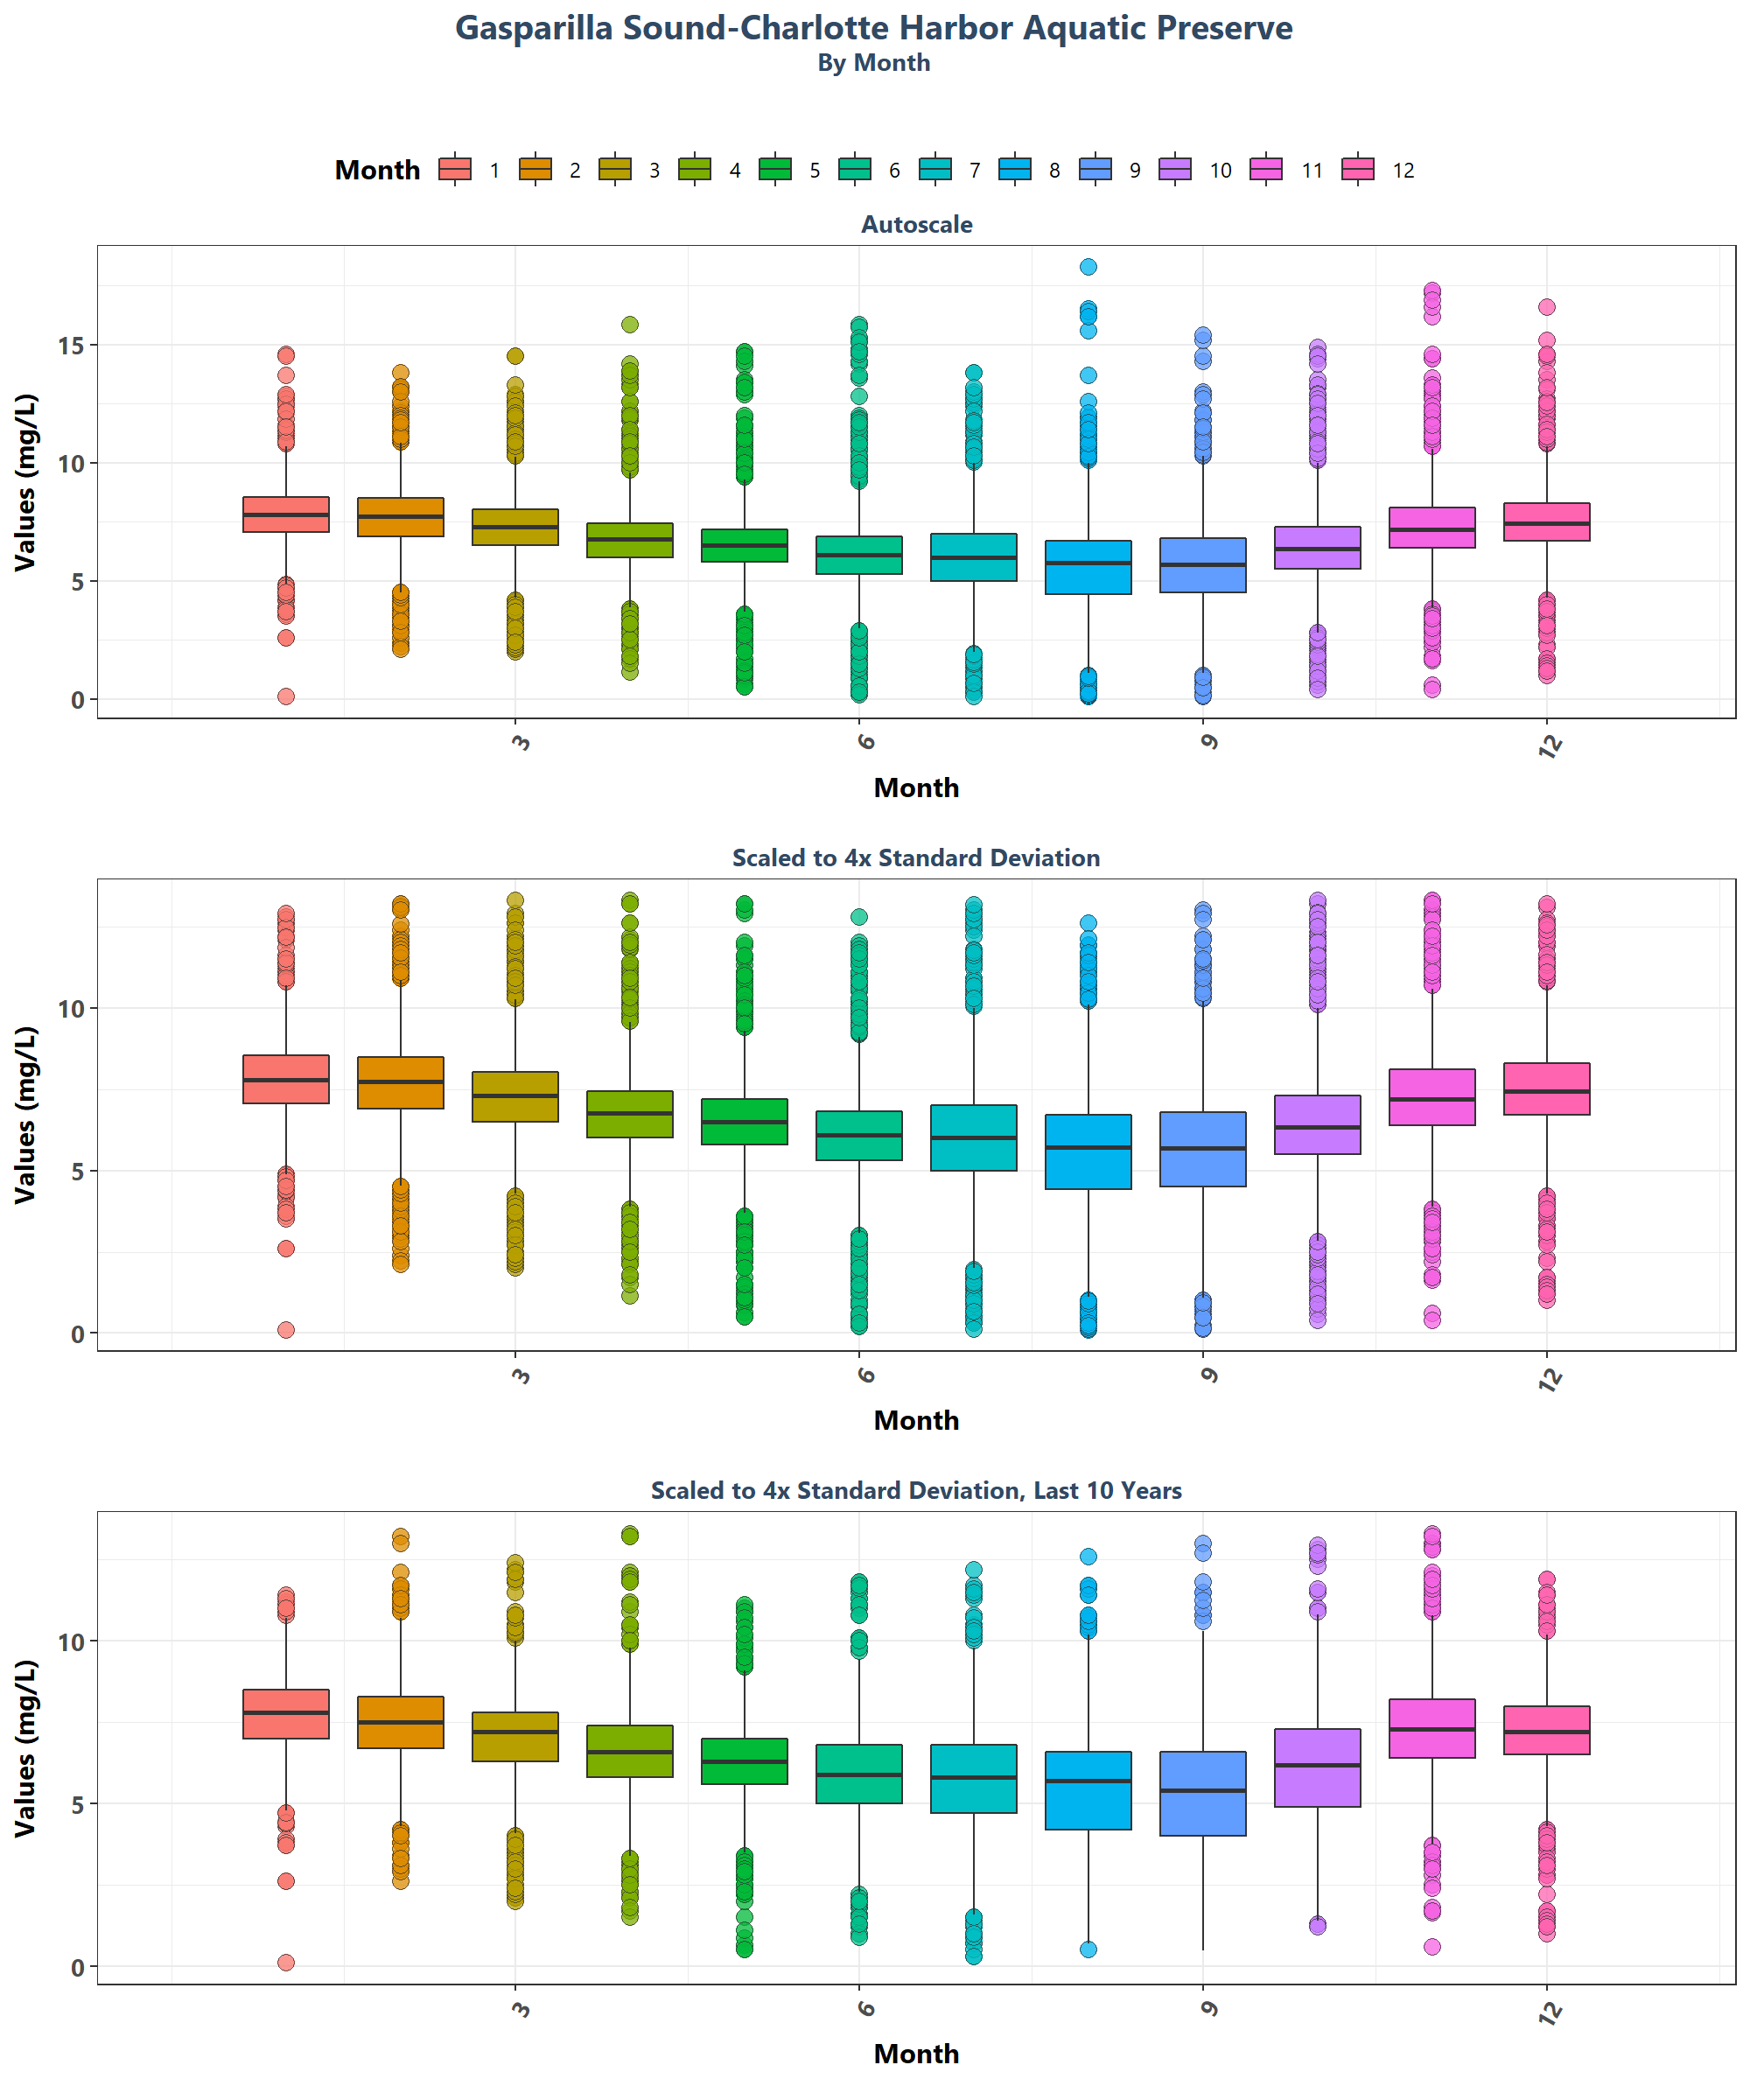 Gasparilla Sound-Charlotte Harbor Aquatic Preserve
By Month
Month 1 2 3 4 5 6 7 8 9 10 11 12
Autoscale
Values (mg/L)
15
10
5
0
3 6 9 12
Month
Scaled to 4x Standard Deviation
Values (mg/L)
10
5
0
3 6 9 12
Month
Scaled to 4x Standard Deviation, Last 10 Years
Values (mg/L)
10
5
0
3 6 9 12
Month